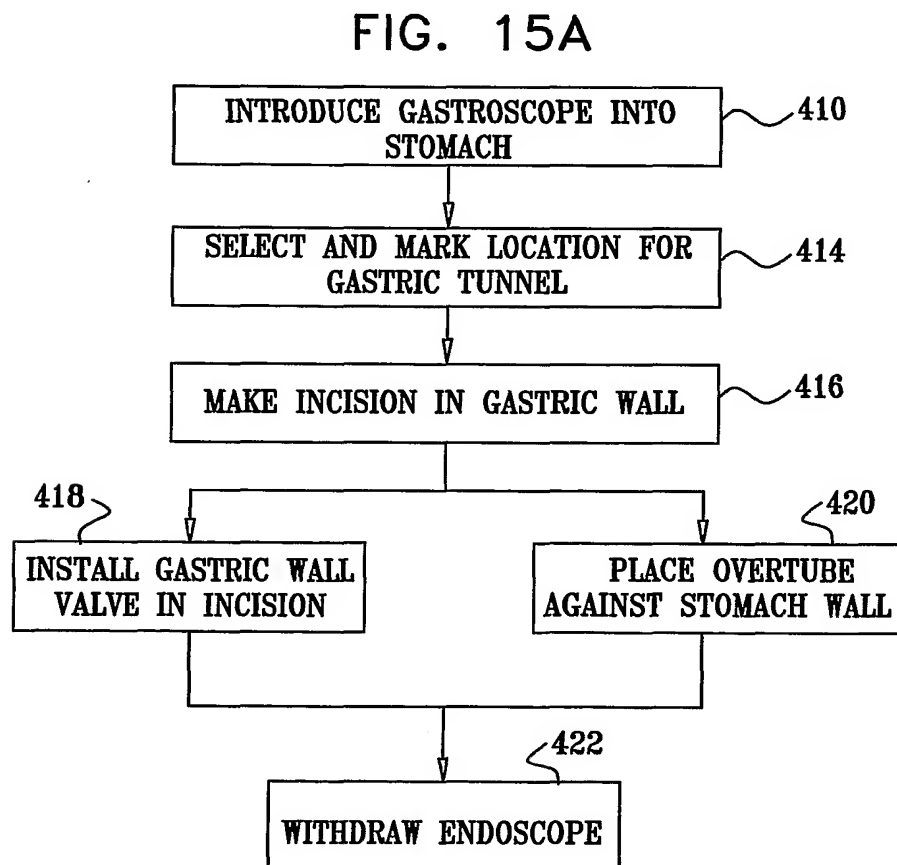 FIG. 15A
INTRODUCE GASTROSCOPE INTO
STOMACH
410
SELECT AND MARK LOCATION FOR
GASTRIC TUNNEL
414
MAKE INCISION IN GASTRIC WALL
416
418
INSTALL GASTRIC WALL
VALVE IN INCISION
420
PLACE OVERTUBE
AGAINST STOMACH WALL
422
WITHDRAW ENDOSCOPE